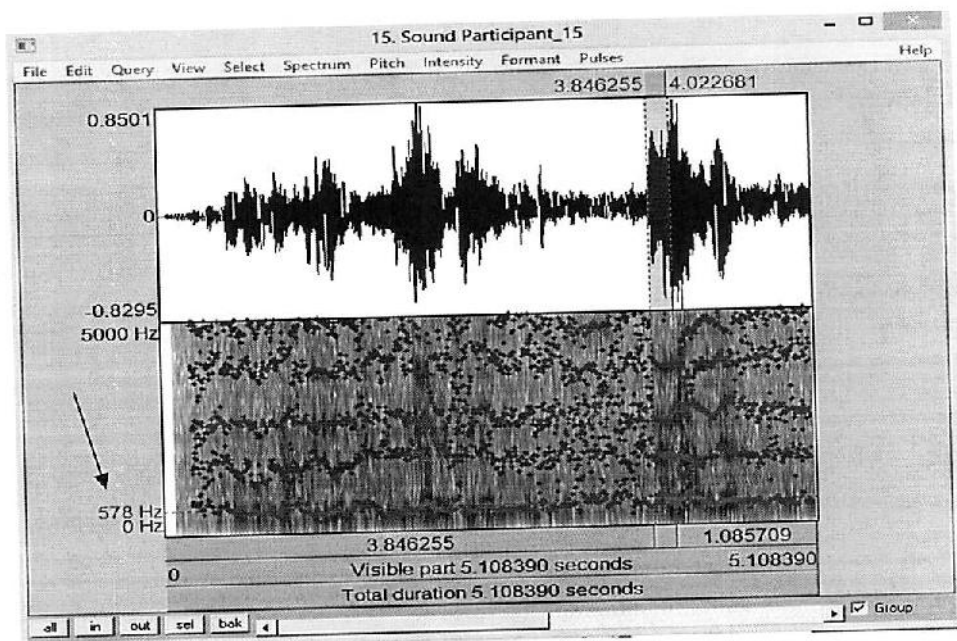 15. Sound Participant_15
File Edit Query View Select Spectrum Pitch Intensity Formant Pulses Help
3.846255 4.022681
0.8501
0
-0.8295
5000 Hz
578 Hz
0 Hz
3.846255 1.085709
0 Visible part 5.108390 seconds 5.108390
Total duration 5.108390 seconds
all in out sel bak Group